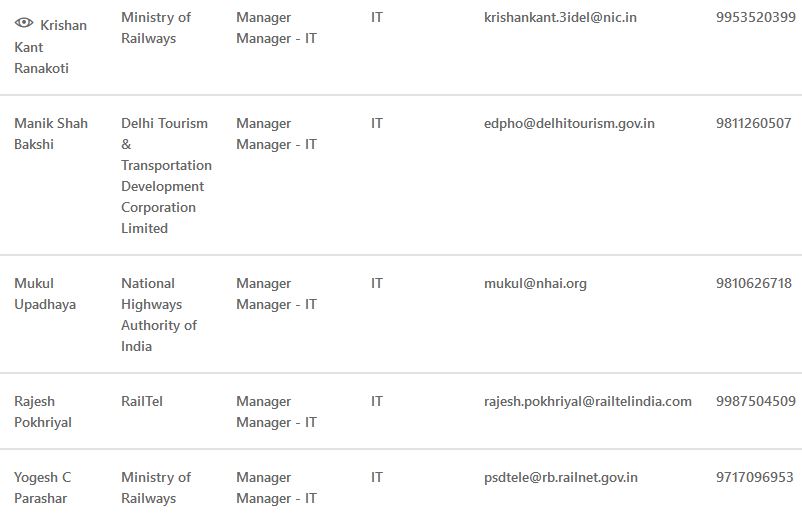 Krishan Kant Ranakoti Ministry of Railways Manager Manager - IT IT krishankant.3idel@nic.in 9953520399
Manik Shah Bakshi Delhi Tourism & Transportation Development Corporation Limited Manager Manager - IT IT edpho@delhitourism.gov.in 9811260507
Mukul Upadhaya National Highways Authority of India Manager Manager - IT IT mukul@nhai.org 9810626718
Rajesh Pokhriyal RailTel Manager Manager - IT IT rajesh.pokhriyal@railtelindia.com 9987504509
Yogesh C Parashar Ministry of Railways Manager Manager - IT IT psdtele@rb.railnet.gov.in 9717096953